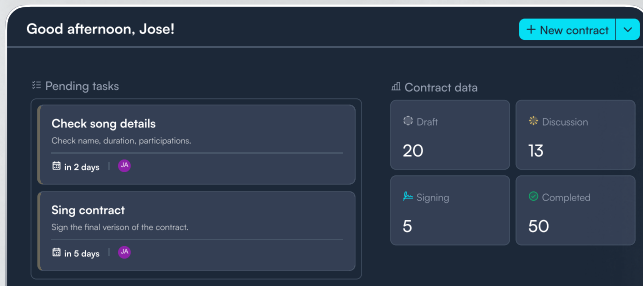 Good afternoon, Jose!
+ New contract
Pending tasks
Check song details
Check name, duration, participations.
in 2 days
JA
Sing contract
Sign the final verison of the contract.
in 5 days
JA
Contract data
Draft
20
Discussion
13
Signing
5
Completed
50